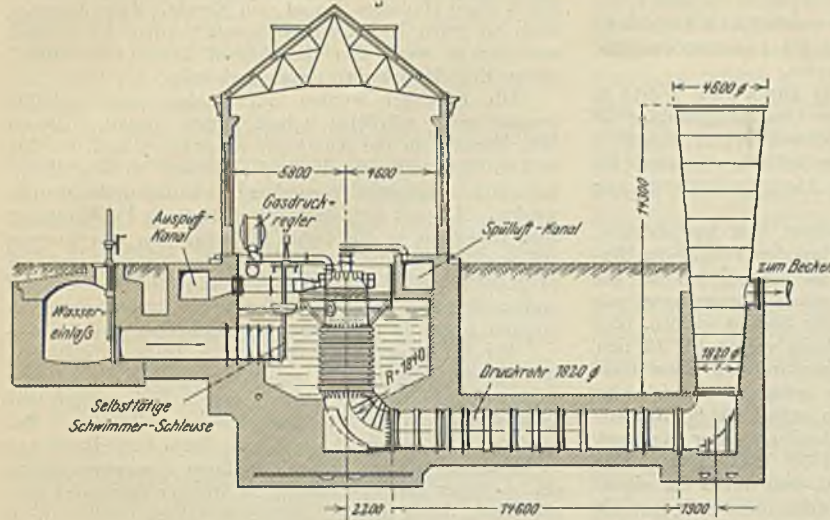 4600 ø
5800
4600
Auspuff-
Kanal
Gasdruck-
regler
Spülluft-Kanal
zum Becken
Wasser-
einlaß
R=1840
1820 ø
Druckrohr 1820 ø
Selbsttätige
Schwimmer-Schleuse
2200
14600
1900